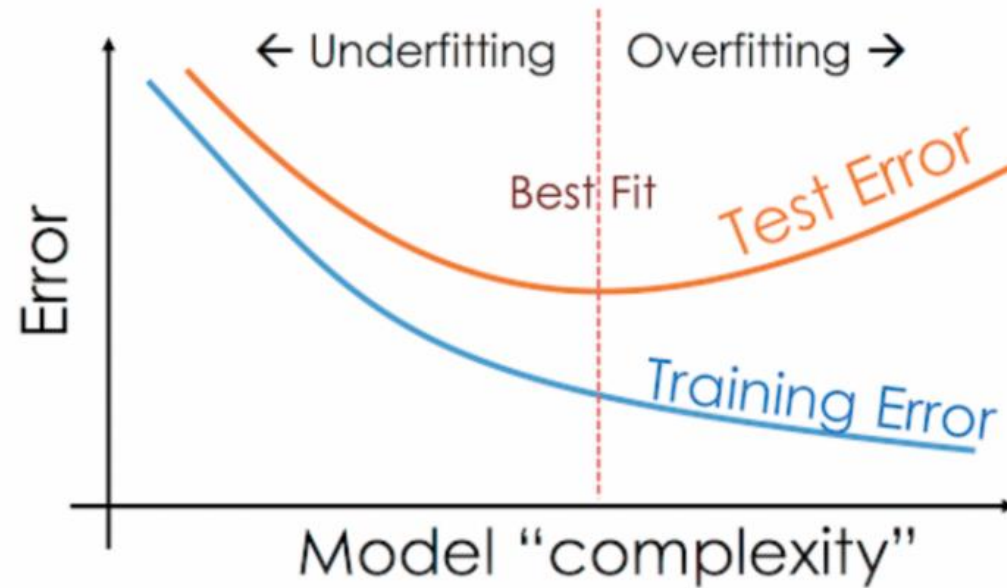 ← Underfitting
Overfitting →
Best Fit
Test Error
Training Error
Error
Model “complexity”